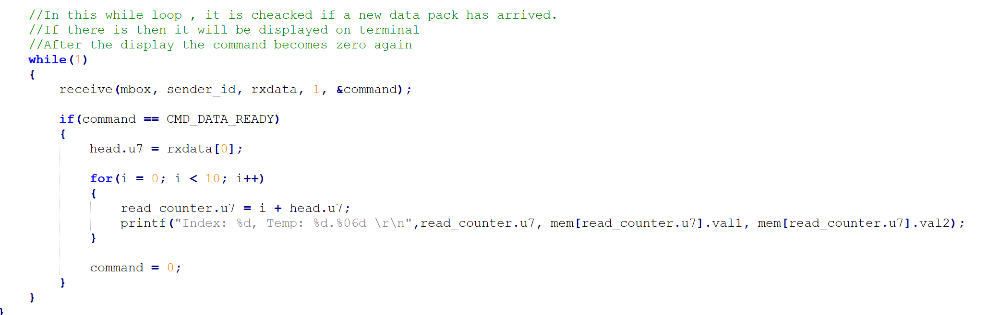 //In this while loop , it is cheacked if a new data pack has arrived.
//If there is then it will be displayed on terminal
//After the display the command becomes zero again
while(1)
{
receive(mbox, sender_id, rxdata, 1, &command);
if(command == CMD_DATA_READY)
{
head.u7 = rxdata[0];
for(i = 0; i < 10; i++)
{
read_counter.u7 = i + head.u7;
printf("Index: %d, Temp: %d.%06d \r\n",read_counter.u7, mem[read_counter.u7].val1, mem[read_counter.u7].val2);
}
command = 0;
}
}
}